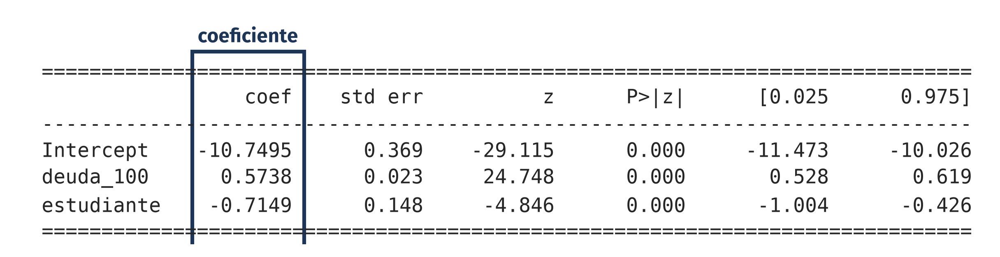 coeficiente
==============================================================================
coef std err z P>|z| [0.025 0.975]
------------------------------------------------------------------------------
Intercept -10.7495 0.369 -29.115 0.000 -11.473 -10.026
deuda_100 0.5738 0.023 24.748 0.000 0.528 0.619
estudiante -0.7149 0.148 -4.846 0.000 -1.004 -0.426
==============================================================================